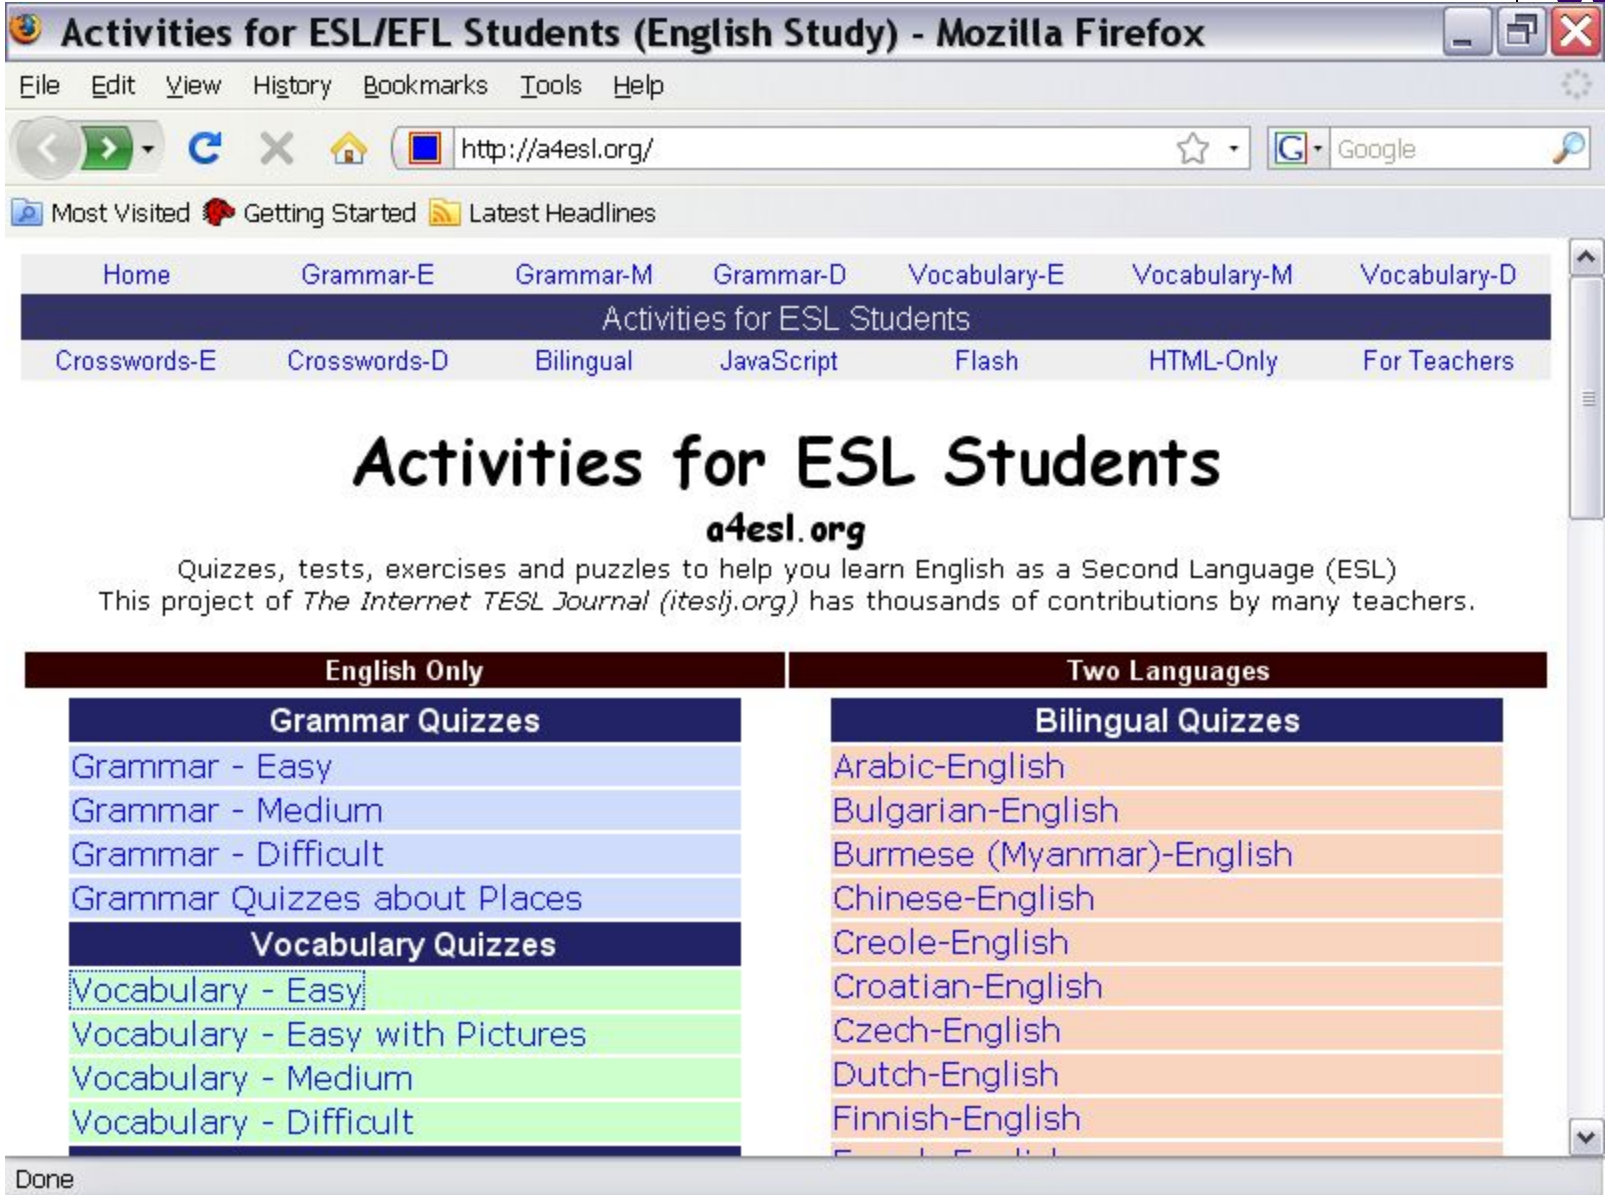 Activities for ESL/EFL Students (English Study) - Mozilla Firefox
File Edit View History Bookmarks Tools Help
http://a4esl.org/ G Google
Most Visited Getting Started Latest Headlines
Home Grammar-E Grammar-M Grammar-D Vocabulary-E Vocabulary-M Vocabulary-D
Activities for ESL Students
Crosswords-E Crosswords-D Bilingual JavaScript Flash HTML-Only For Teachers
Activities for ESL Students
a4esl.org
Quizzes, tests, exercises and puzzles to help you learn English as a Second Language (ESL)
This project of The Internet TESL Journal (iteslj.org) has thousands of contributions by many teachers.
English Only
Grammar Quizzes
Grammar - Easy
Grammar - Medium
Grammar - Difficult
Grammar Quizzes about Places
Vocabulary Quizzes
Vocabulary - Easy
Vocabulary - Easy with Pictures
Vocabulary - Medium
Vocabulary - Difficult
Two Languages
Bilingual Quizzes
Arabic-English
Bulgarian-English
Burmese (Myanmar)-English
Chinese-English
Creole-English
Croatian-English
Czech-English
Dutch-English
Finnish-English
Done